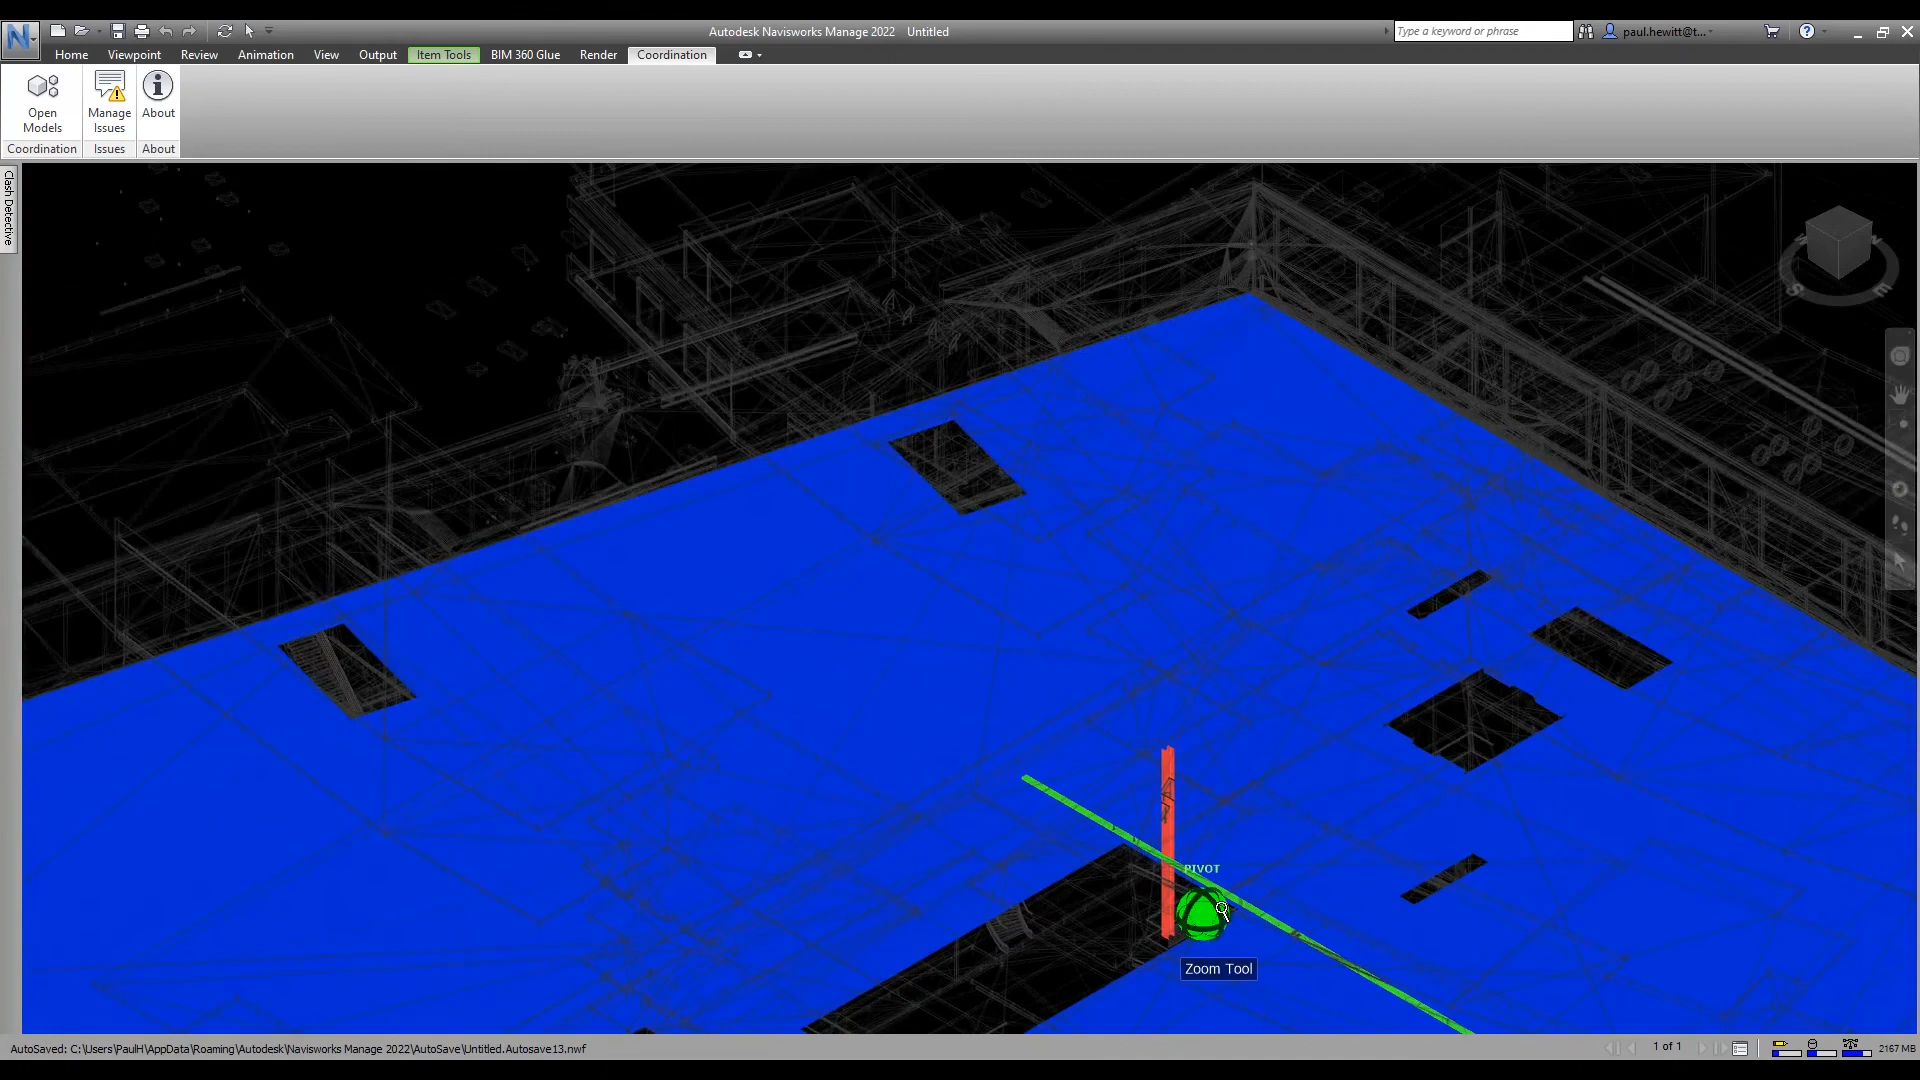 Autodesk Navisworks Manage 2022 Untitled
Type a keyword or phrase
paul.hewitt@t...
Home Viewpoint Review Animation View Output Item Tools BIM 360 Glue Render Coordination
Open Models
Manage Issues
About
Coordination Issues About
Clash Detective
S
E
PIVOT
Zoom Tool
AutoSaved: C:\Users\PaulH\AppData\Roaming\Autodesk\Navisworks Manage 2022\AutoSave\Untitled.Autosave13.nwf
1 of 1
2167 MB